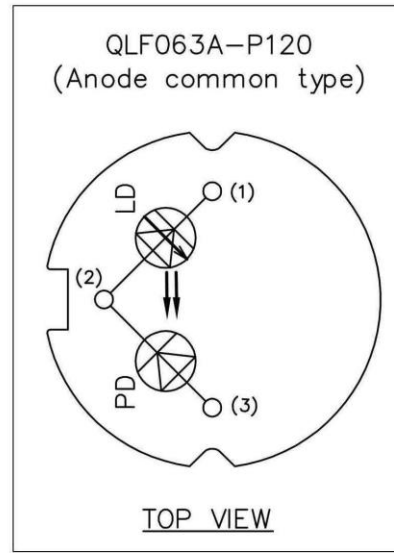 QLF063A-P120
(Anode common type)
LD
(1)
(2)
PD
(3)
TOP VIEW